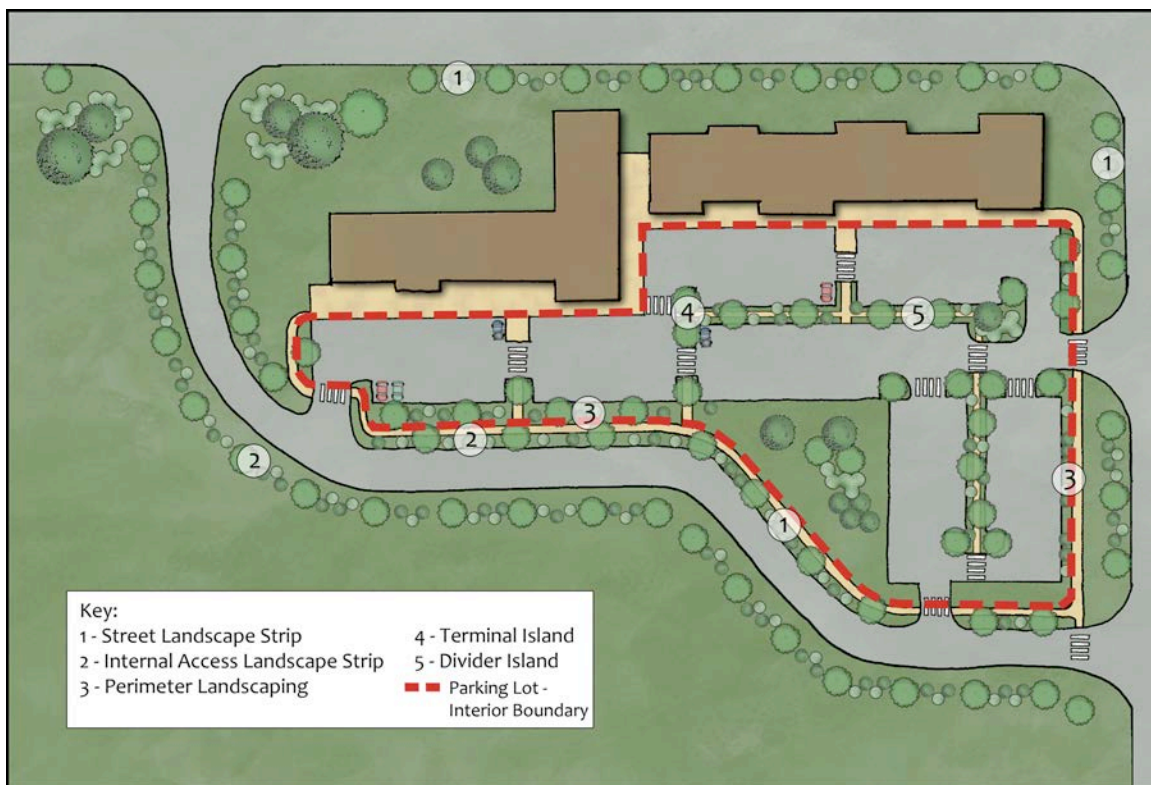 1
1
4
5
3
2
2
3
1
Key:
1 - Street Landscape Strip
2 - Internal Access Landscape Strip
3 - Perimeter Landscaping
4 - Terminal Island
5 - Divider Island
Parking Lot -
Interior Boundary